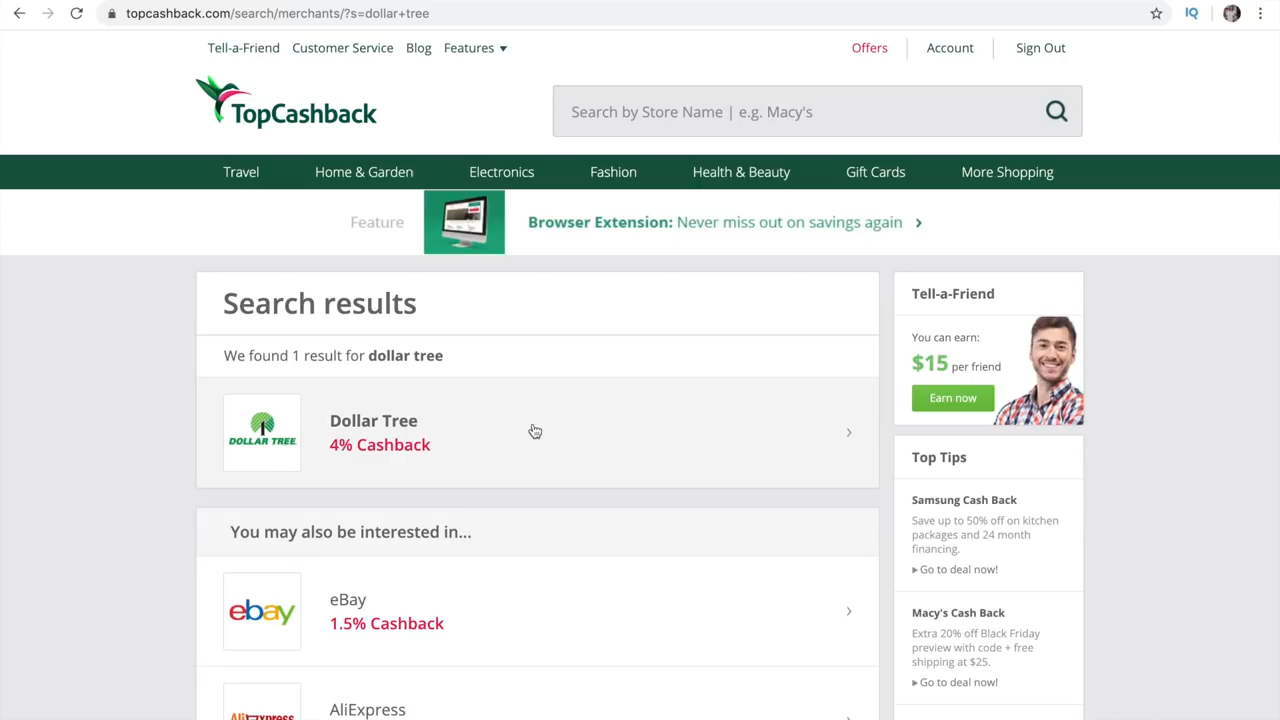 topcashback.com/search/merchants/?s=dollar+tree
IQ
Tell-a-Friend Customer Service Blog Features
Offers Account Sign Out
TopCashback
Search by Store Name | e.g. Macy's
Travel Home & Garden Electronics Fashion Health & Beauty Gift Cards More Shopping
Feature
Browser Extension: Never miss out on savings again
Search results
We found 1 result for dollar tree
DOLLAR TREE
Dollar Tree
4% Cashback
You may also be interested in...
ebay
eBay
1.5% Cashback
AliExpress
AliExpress
Tell-a-Friend
You can earn:
$15 per friend
Earn now
Top Tips
Samsung Cash Back
Save up to 50% off on kitchen
packages and 24 month
financing.
Go to deal now!
Macy's Cash Back
Extra 20% off Black Friday
preview with code + free
shipping at $25.
Go to deal now!